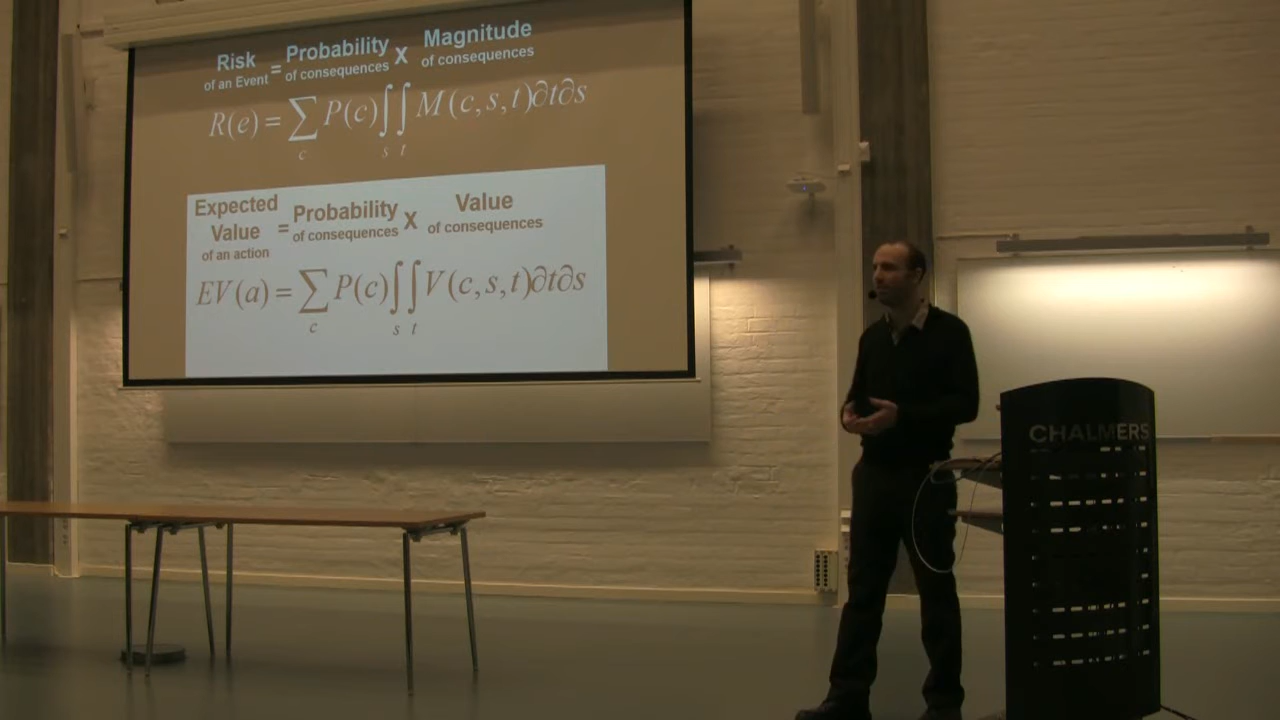 Risk = Probability x Magnitude
of an Event of consequences of consequences
R(e) = ∑ P(c)∫∫ M(c,s,t)∂t∂s
c s t
Expected
Value = Probability x Value
of an action of consequences of consequences
EV(a) = ∑ P(c)∫∫ V(c,s,t)∂t∂s
c s t
CHALMERS